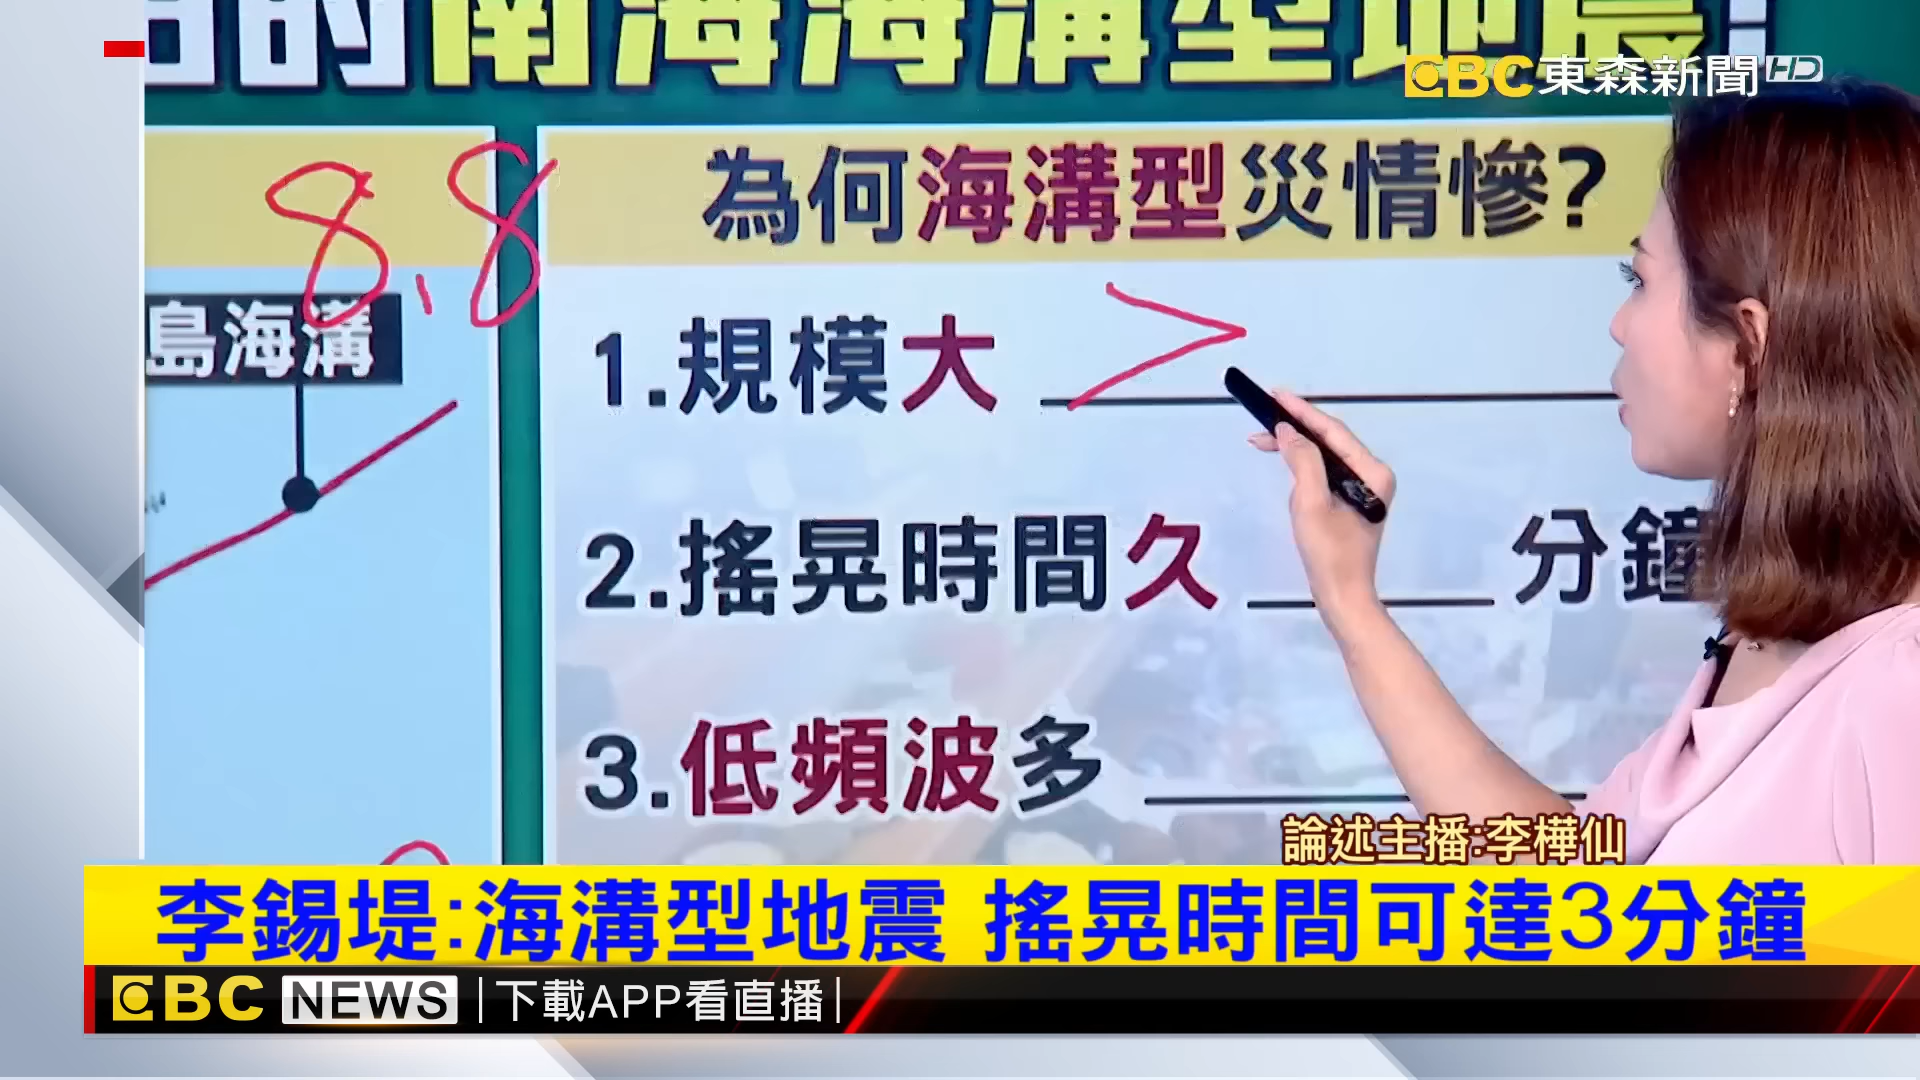 的南海海溝型地震!
EBC東森新聞HD
8.8
島海溝
為何海溝型災情慘?
1.規模大 >
2.搖晃時間久 分鐘
3.低頻波多
論述主播:李樺仙
李錫堤:海溝型地震 搖晃時間可達3分鐘
EBC NEWS |下載APP看直播|